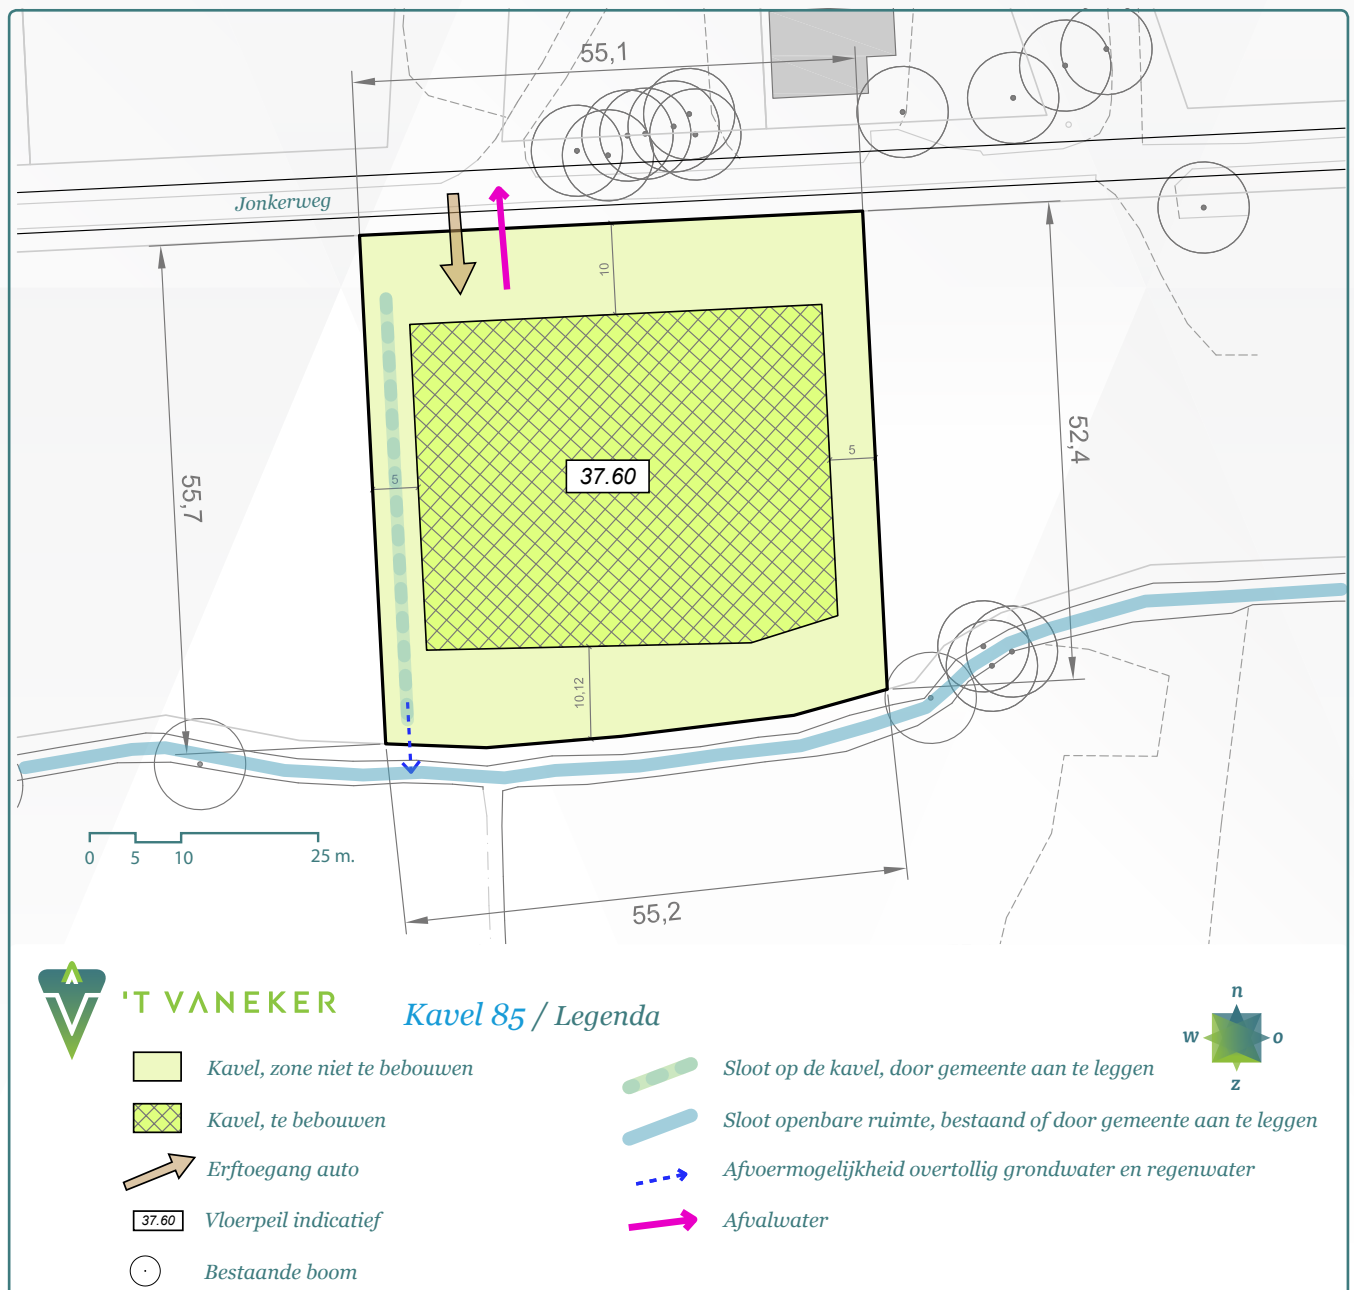 55,1
Jonkerweg
10
37.60
5
5
52,4
55,7
10,12
0 5 10 25 m.
55,2
'T VANEKER
Kavel 85 / Legenda
n
w o
z
Kavel, zone niet te bebouwen
Kavel, te bebouwen
Erftoegang auto
37.60 Vloerpeil indicatief
Bestaande boom
Sloot op de kavel, door gemeente aan te leggen
Sloot openbare ruimte, bestaand of door gemeente aan te leggen
Afvoermogelijkheid overtollig grondwater en regenwater
Afvalwater